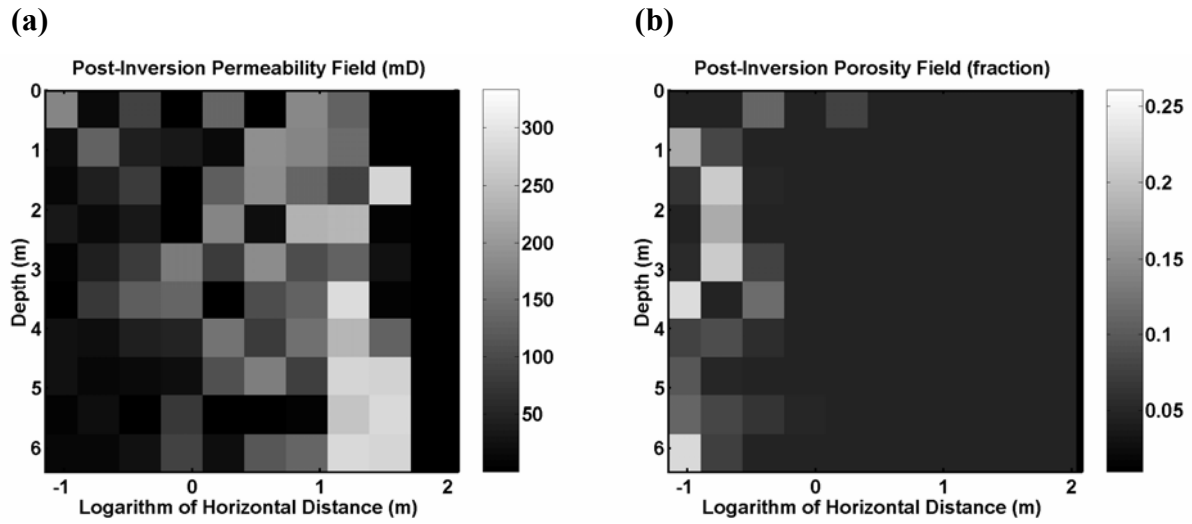 (a)
Post-Inversion Permeability Field (mD)
0
1
2
3
4
5
6
Depth (m)
-1 0 1 2
Logarithm of Horizontal Distance (m)
300
250
200
150
100
50
(b)
Post-Inversion Porosity Field (fraction)
0
1
2
3
4
5
6
Depth (m)
-1 0 1 2
Logarithm of Horizontal Distance (m)
0.25
0.2
0.15
0.1
0.05